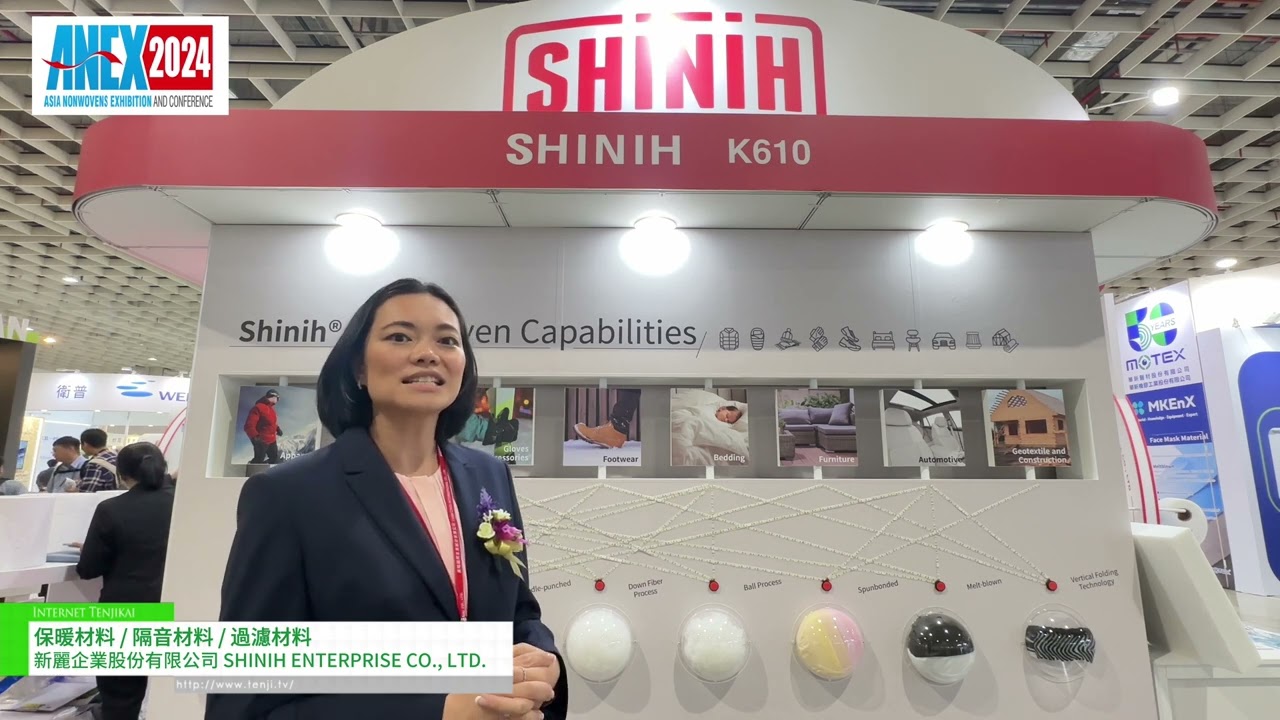 ANEX 2024
ASIA NONWOVENS EXHIBITION AND CONFERENCE
SHINIH
SHINIH K610
Shinih® ven Capabilities
Gloves
Footwear
Bedding
Furniture
Automotive
Geotextile and
Construction
Down Fiber
Process
Ball Process
Spunbonded
Melt-blown
Vertical Folding
Technology
衛普
50
YEARS
MOTEX
MKEnX
Face Mask Material
INTERNET TENJIKAI
保暖材料 / 隔音材料 / 過濾材料
新麗企業股份有限公司 SHINIH ENTERPRISE CO., LTD.
http://www.tenji.tv/